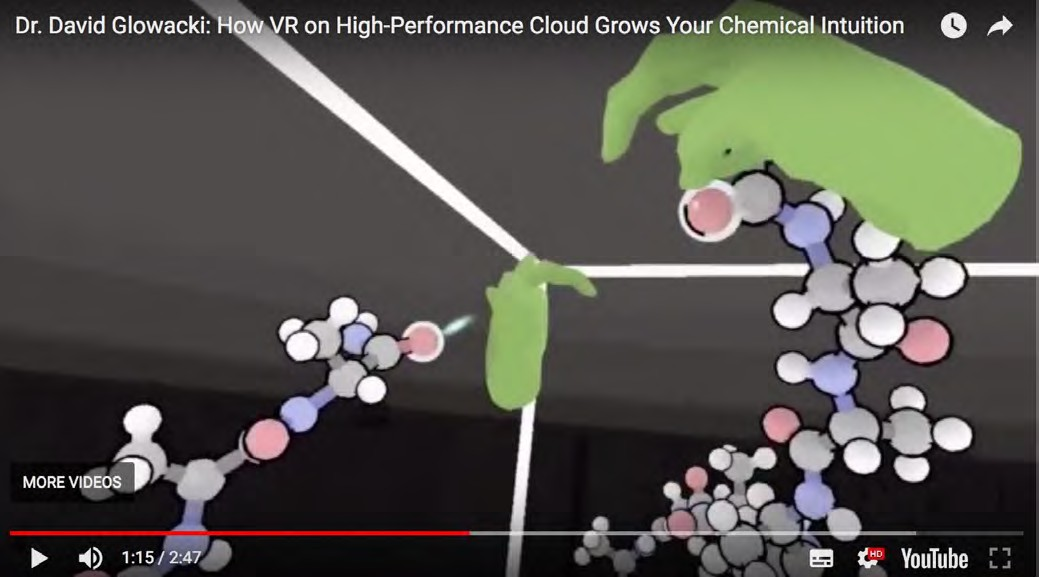 Dr. David Glowacki: How VR on High-Performance Cloud Grows Your Chemical Intuition
MORE VIDEOS
1:15 / 2:47
HD
YouTube